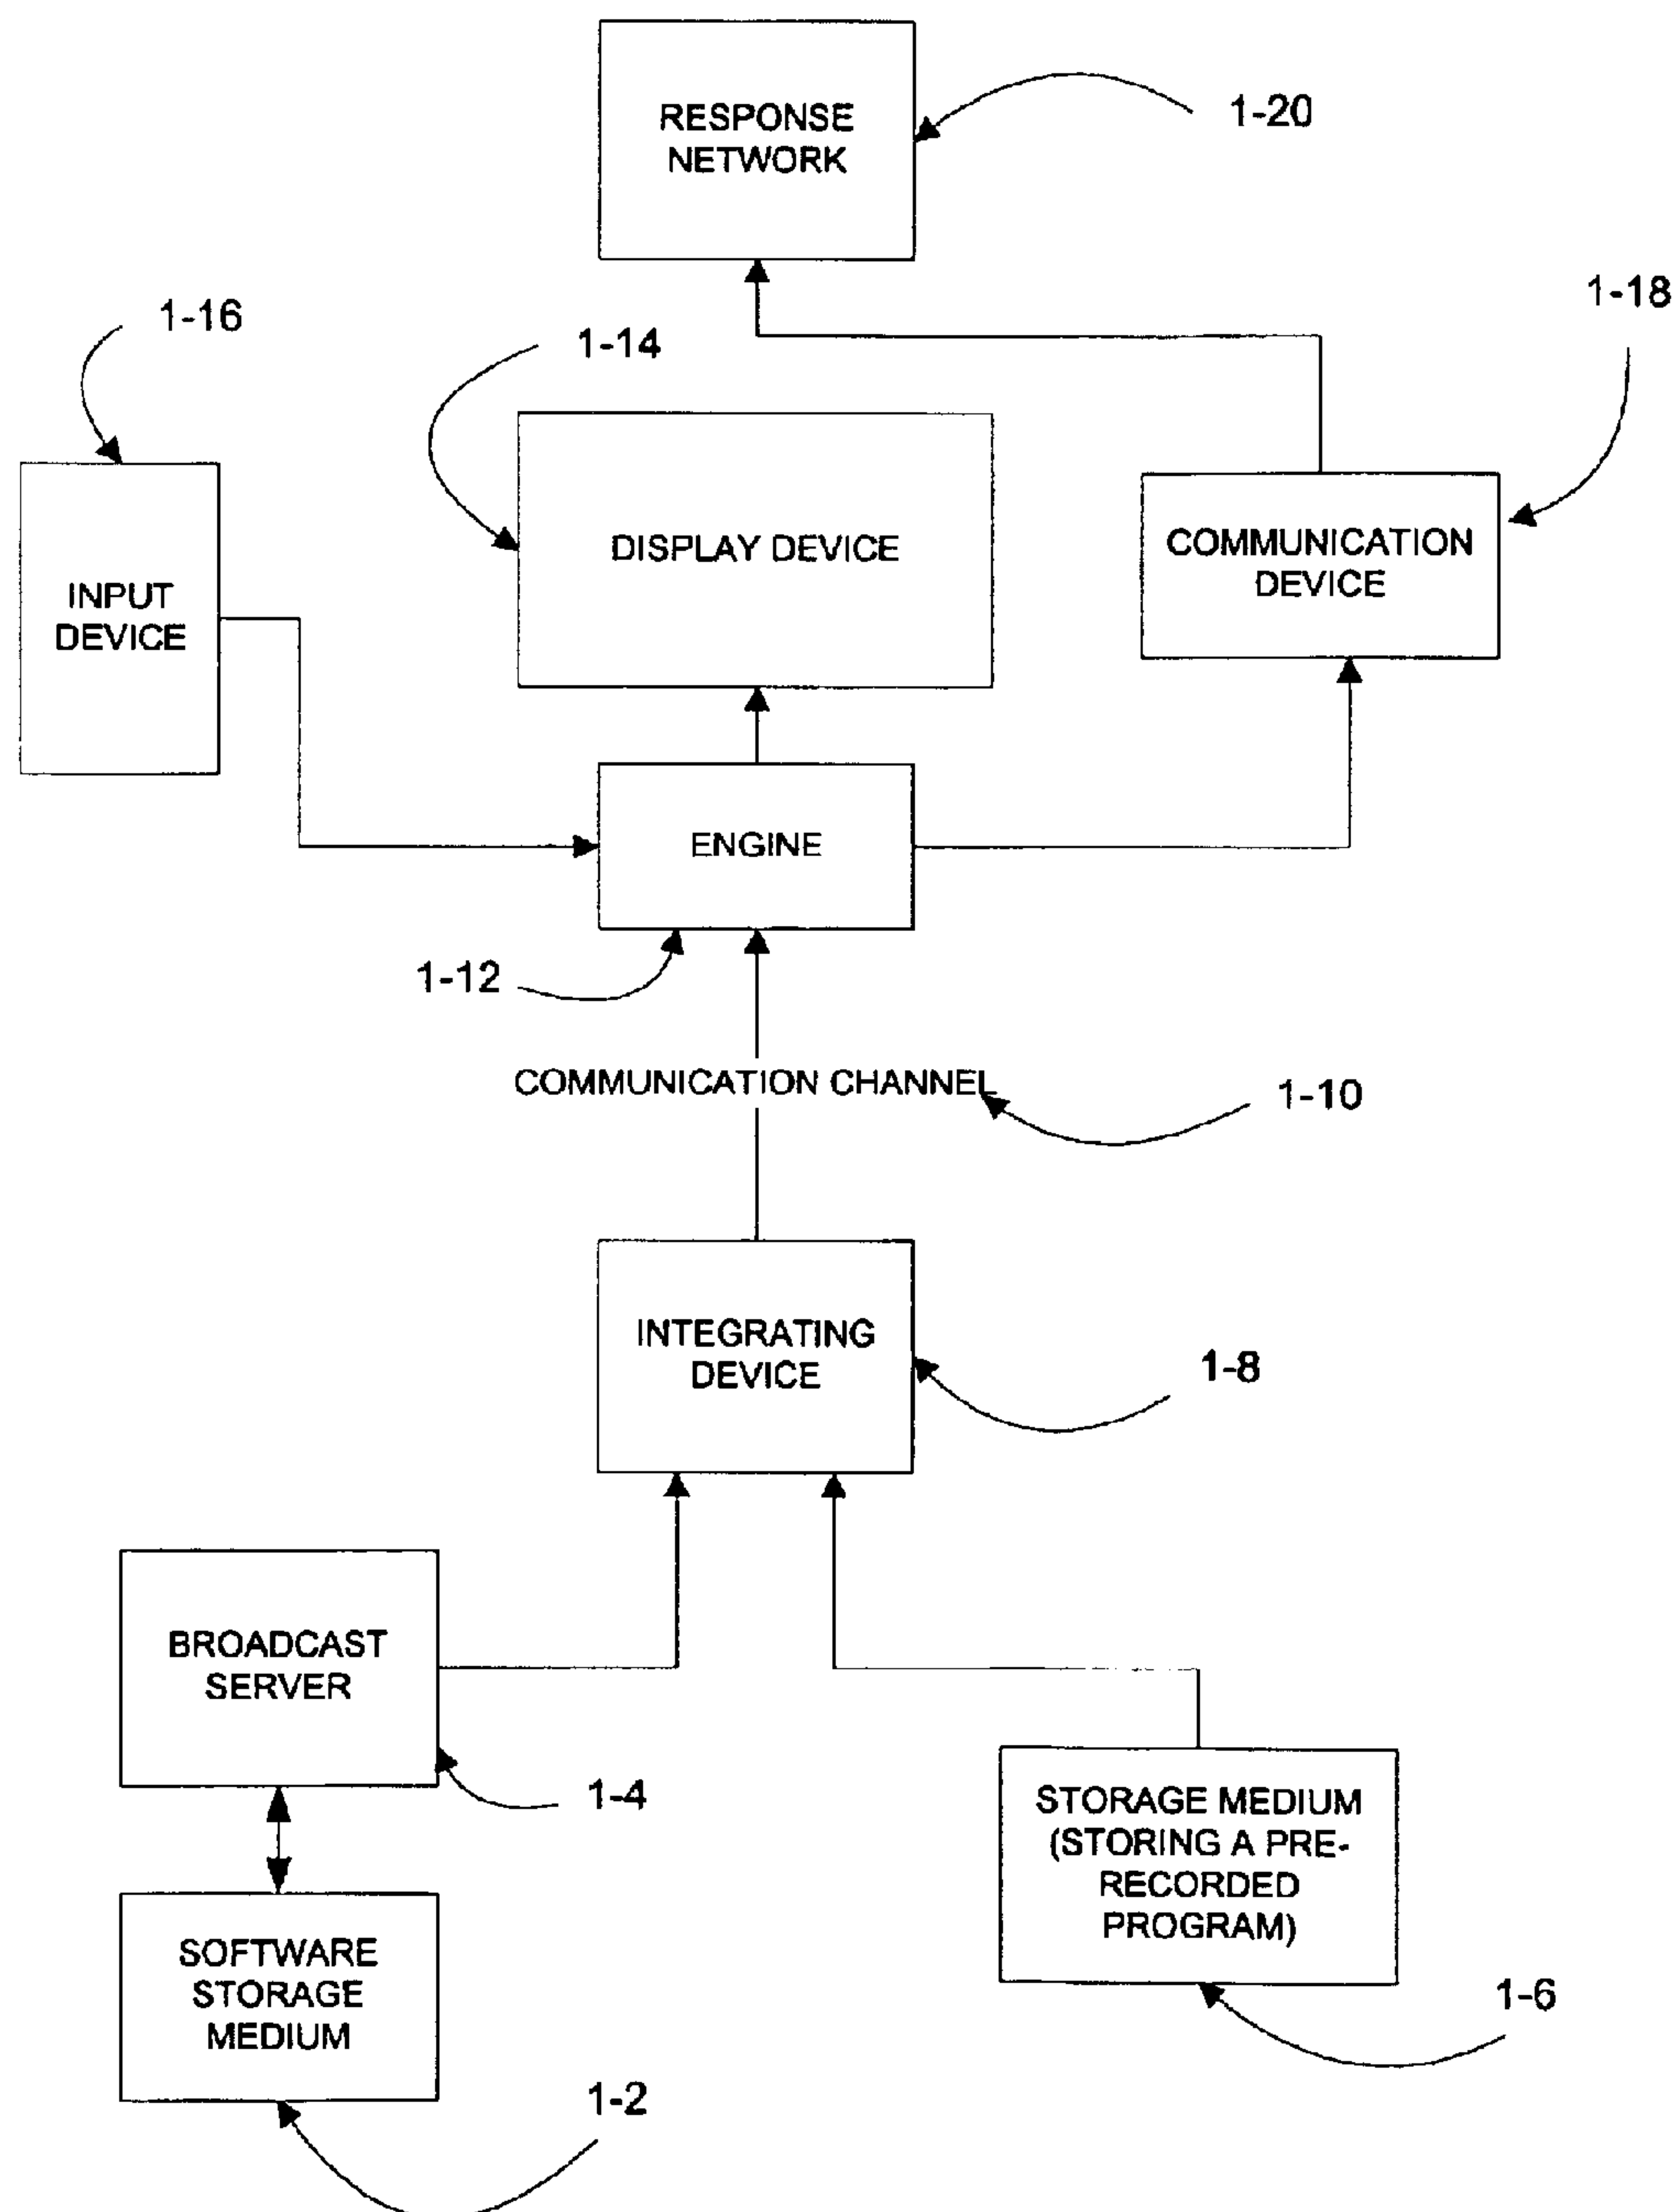 RESPONSE
NETWORK
1-20
1-18
1-16
1-14
DISPLAY DEVICE
COMMUNICATION
DEVICE
INPUT
DEVICE
ENGINE
1-12
COMMUNICATION CHANNEL
1-10
INTEGRATING
DEVICE
1-8
BROADCAST
SERVER
1-4
STORAGE MEDIUM
(STORING A PRE-
RECORDED
PROGRAM)
SOFTWARE
STORAGE
MEDIUM
1-6
1-2